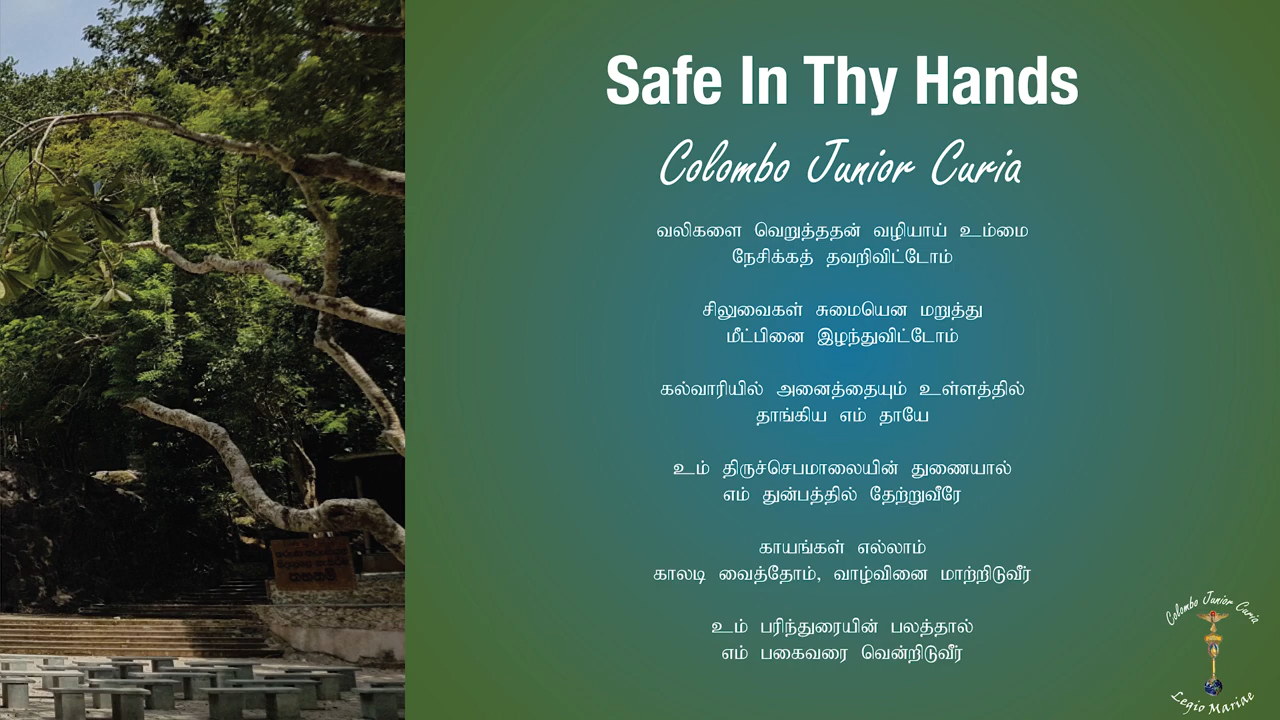 Safe In Thy Hands
Colombo Junior Curia
வலிகளை வெறுத்ததன் வழியாய் உம்மை
நேசிக்கத் தவறிவிட்டோம்
சிலுவைகள் சுமையென மறுத்து
மீட்பினை இழந்துவிட்டோம்
கல்வாரியில் அனைத்தையும் உள்ளத்தில்
தாங்கிய எம் தாயே
உம் திருச்செபமாலையின் துணையால்
எம் துன்பத்தில் தேற்றுவீரே
காயங்கள் எல்லாம்
காலடி வைத்தோம், வாழ்வினை மாற்றிடுவீர்
உம் பரிந்துரையின் பலத்தால்
எம் பகைவரை வென்றிடுவீர்
Colombo Junior Curia
Legio Mariae